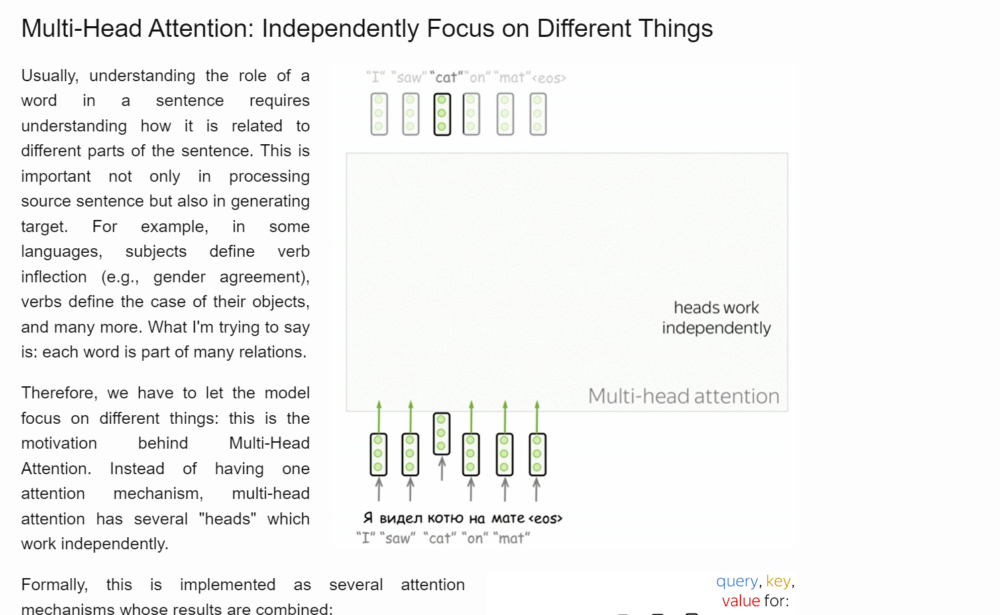 Multi-Head Attention: Independently Focus on Different Things
Usually, understanding the role of a
word in a sentence requires
understanding how it is related to
different parts of the sentence. This is
important not only in processing
source sentence but also in generating
target. For example, in some
languages, subjects define verb
inflection (e.g., gender agreement),
verbs define the case of their objects,
and many more. What I'm trying to say
is: each word is part of many relations.
Therefore, we have to let the model
focus on different things: this is the
motivation behind Multi-Head
Attention. Instead of having one
attention mechanism, multi-head
attention has several "heads" which
work independently.
"I" "saw" "cat" "on" "mat" <eos>
heads work
independently
Multi-head attention
Я видел котю на мате <eos>
"I" "saw" "cat" "on" "mat"
Formally, this is implemented as several attention
mechanisms whose results are combined:
query, key,
value for: